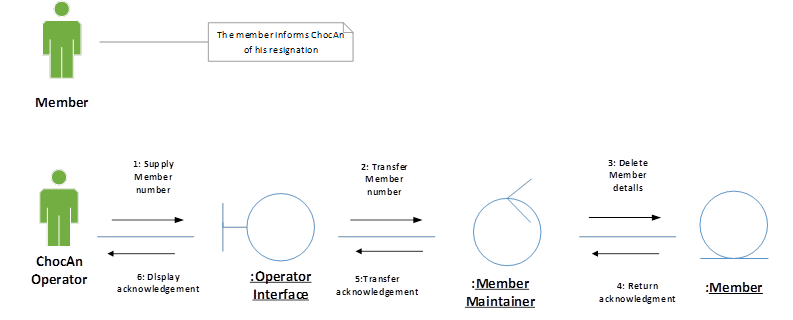 The member informs ChocAn
of his resignation
Member
1: Supply
Member
number
2: Transfer
Member
number
3: Delete
Member
details
ChocAn
Operator
6: Display
acknowledgement
:Operator
Interface
5:Transfer
acknowledgement
:Member
Maintainer
4: Return
acknowledgment
:Member